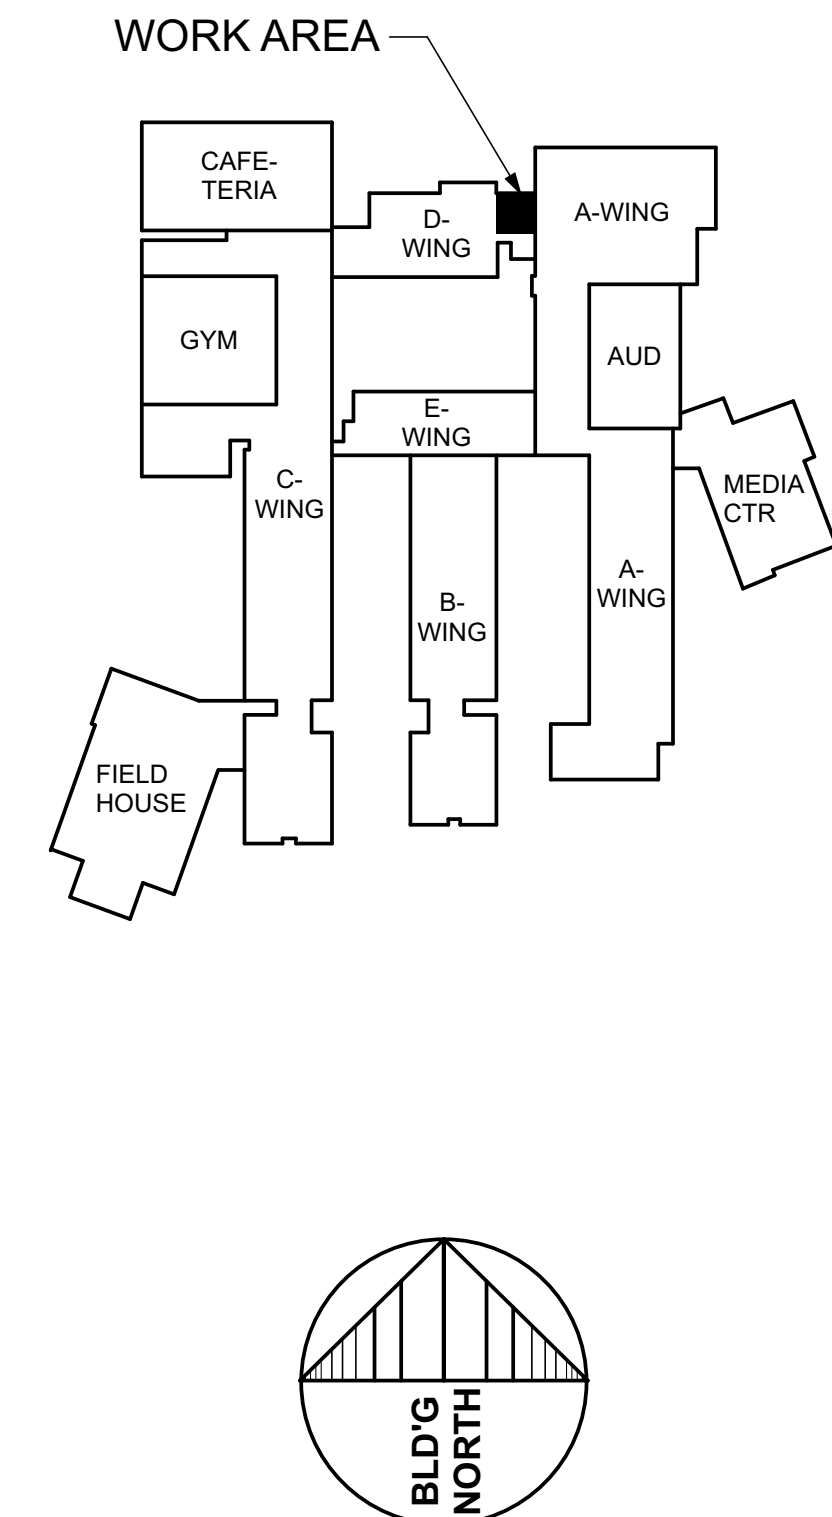 WORK AREA
CAFE-
TERIA
D-
WING
A-WING
GYM
AUD
E-
WING
C-
WING
MEDIA
CTR
A-
WING
B-
WING
FIELD
HOUSE
BLD'G
NORTH